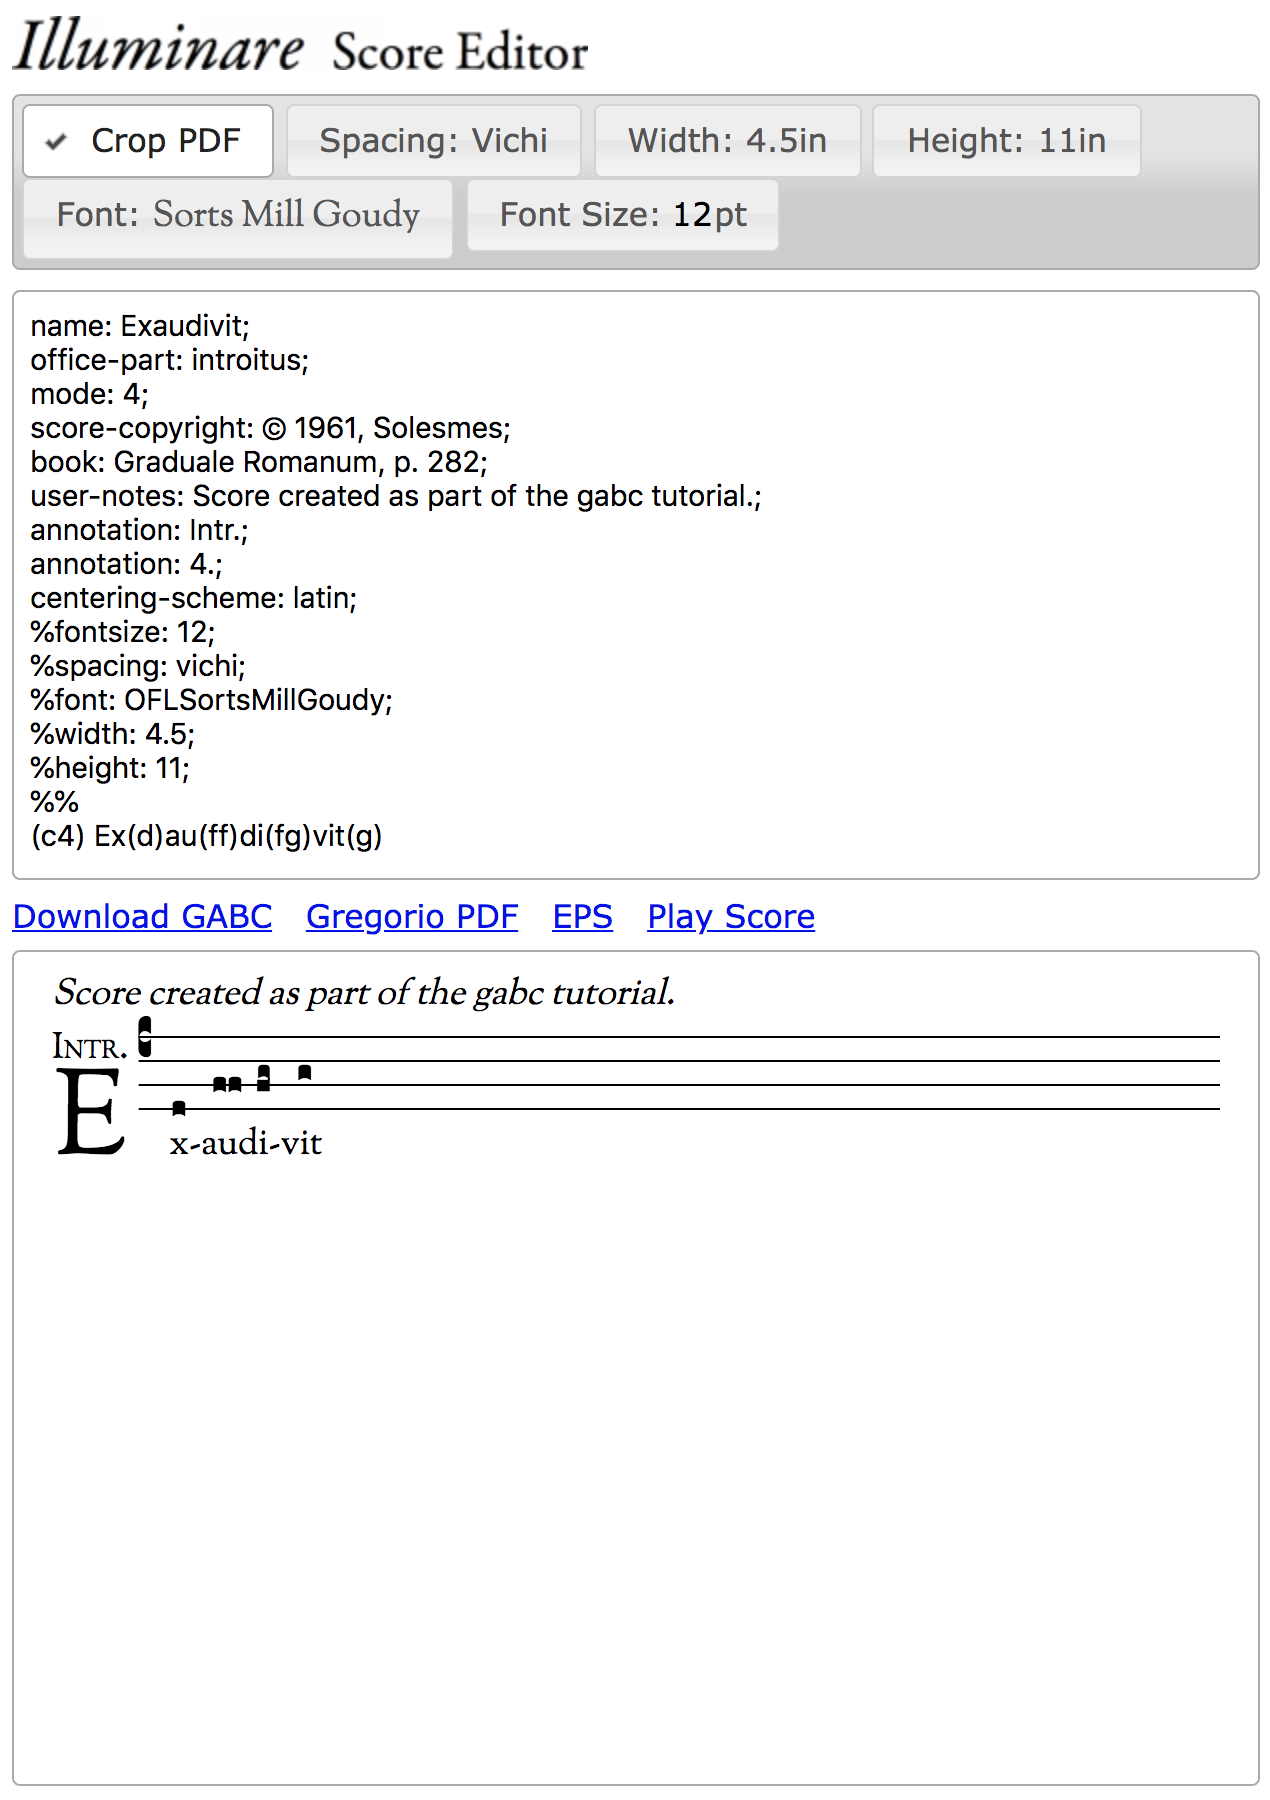 Illuminare Score Editor
✔ Crop PDF Spacing: Vichi Width: 4.5in Height: 11in
Font: Sorts Mill Goudy Font Size: 12pt
name: Exaudivit;
office-part: introitus;
mode: 4;
score-copyright: © 1961, Solesmes;
book: Graduale Romanum, p. 282;
user-notes: Score created as part of the gabc tutorial.;
annotation: Intr.;
annotation: 4.;
centering-scheme: latin;
%fontsize: 12;
%spacing: vichi;
%font: OFLSortsMillGoudy;
%width: 4.5;
%height: 11;
%%
(c4) Ex(d)au(ff)di(fg)vit(g)
Download GABC Gregorio PDF EPS Play Score
Score created as part of the gabc tutorial.
Intr.
E x-audi-vit